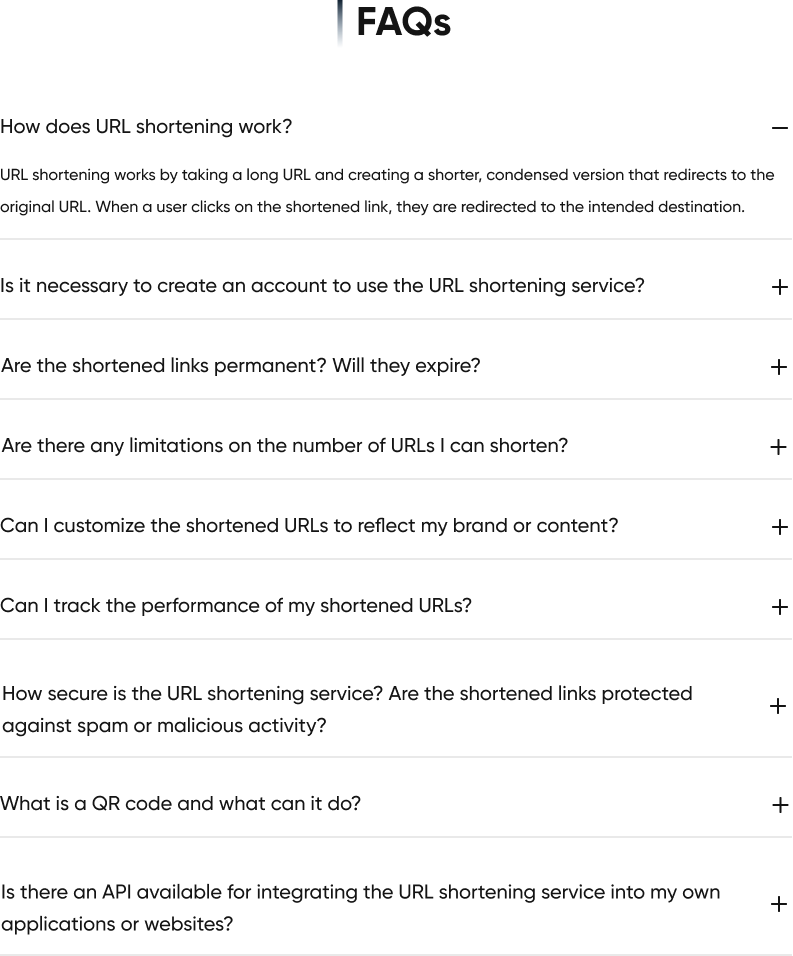 FAQs
How does URL shortening work?
URL shortening works by taking a long URL and creating a shorter, condensed version that redirects to the
original URL. When a user clicks on the shortened link, they are redirected to the intended destination.
Is it necessary to create an account to use the URL shortening service?
Are the shortened links permanent? Will they expire?
Are there any limitations on the number of URLs I can shorten?
Can I customize the shortened URLs to reflect my brand or content?
Can I track the performance of my shortened URLs?
How secure is the URL shortening service? Are the shortened links protected
against spam or malicious activity?
What is a QR code and what can it do?
Is there an API available for integrating the URL shortening service into my own
applications or websites?